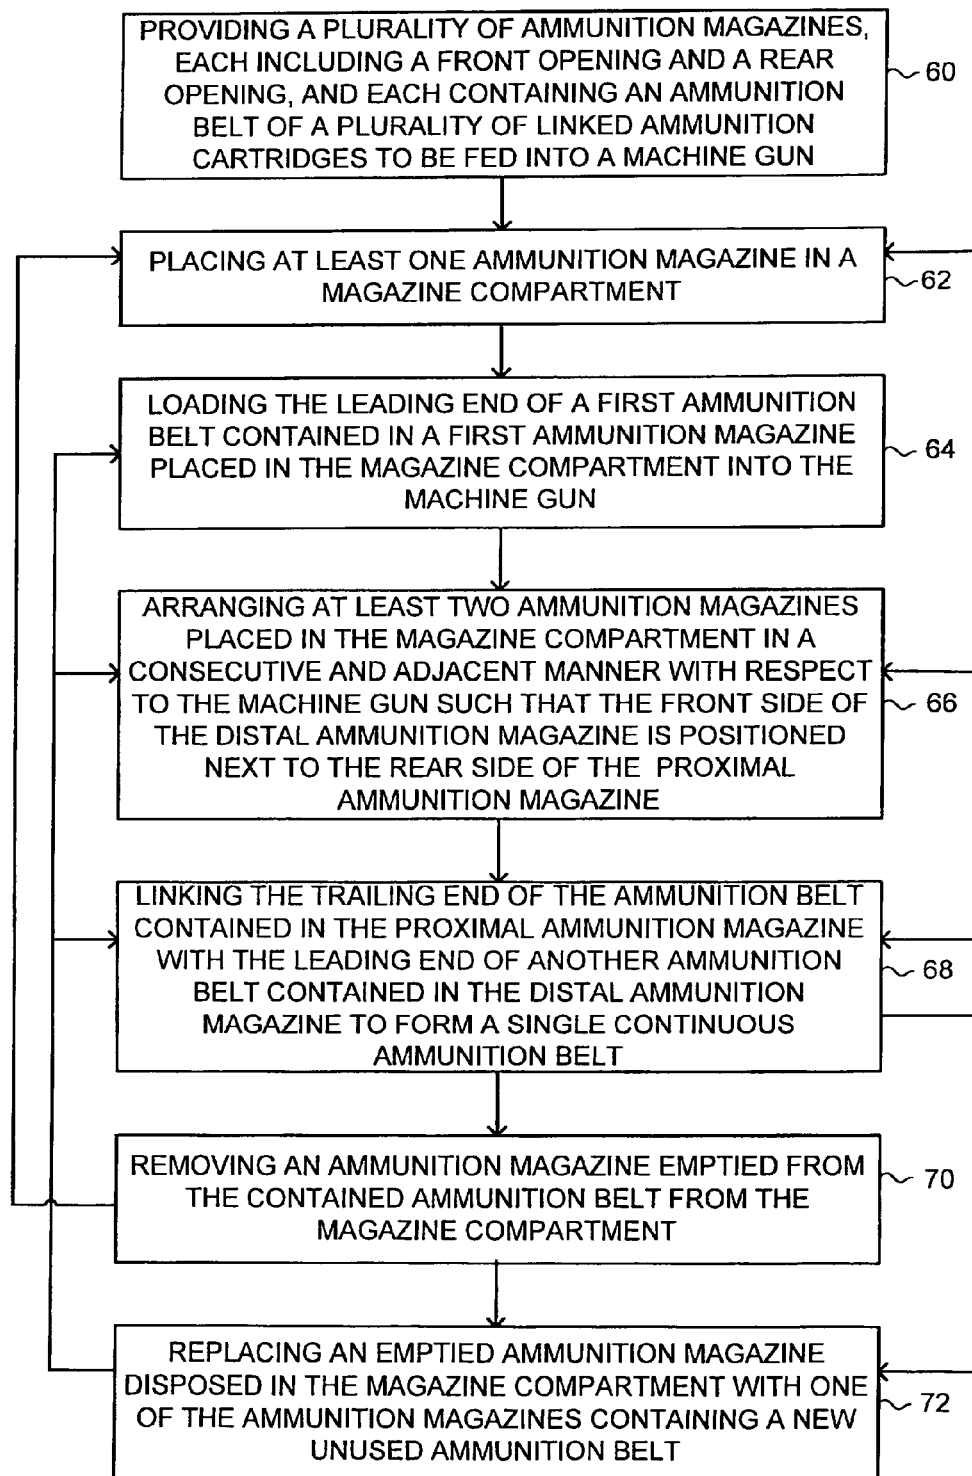 PROVIDING A PLURALITY OF AMMUNITION MAGAZINES,
EACH INCLUDING A FRONT OPENING AND A REAR
OPENING, AND EACH CONTAINING AN AMMUNITION
BELT OF A PLURALITY OF LINKED AMMUNITION
CARTRIDGES TO BE FED INTO A MACHINE GUN
60
PLACING AT LEAST ONE AMMUNITION MAGAZINE IN A
MAGAZINE COMPARTMENT
62
LOADING THE LEADING END OF A FIRST AMMUNITION
BELT CONTAINED IN A FIRST AMMUNITION MAGAZINE
PLACED IN THE MAGAZINE COMPARTMENT INTO THE
MACHINE GUN
64
ARRANGING AT LEAST TWO AMMUNITION MAGAZINES
PLACED IN THE MAGAZINE COMPARTMENT IN A
CONSECUTIVE AND ADJACENT MANNER WITH RESPECT
TO THE MACHINE GUN SUCH THAT THE FRONT SIDE OF
THE DISTAL AMMUNITION MAGAZINE IS POSITIONED
NEXT TO THE REAR SIDE OF THE PROXIMAL
AMMUNITION MAGAZINE
66
LINKING THE TRAILING END OF THE AMMUNITION BELT
CONTAINED IN THE PROXIMAL AMMUNITION MAGAZINE
WITH THE LEADING END OF ANOTHER AMMUNITION
BELT CONTAINED IN THE DISTAL AMMUNITION
MAGAZINE TO FORM A SINGLE CONTINUOUS
AMMUNITION BELT
68
REMOVING AN AMMUNITION MAGAZINE EMPTIED FROM
THE CONTAINED AMMUNITION BELT FROM THE
MAGAZINE COMPARTMENT
70
REPLACING AN EMPTIED AMMUNITION MAGAZINE
DISPOSED IN THE MAGAZINE COMPARTMENT WITH ONE
OF THE AMMUNITION MAGAZINES CONTAINING A NEW
UNUSED AMMUNITION BELT
72